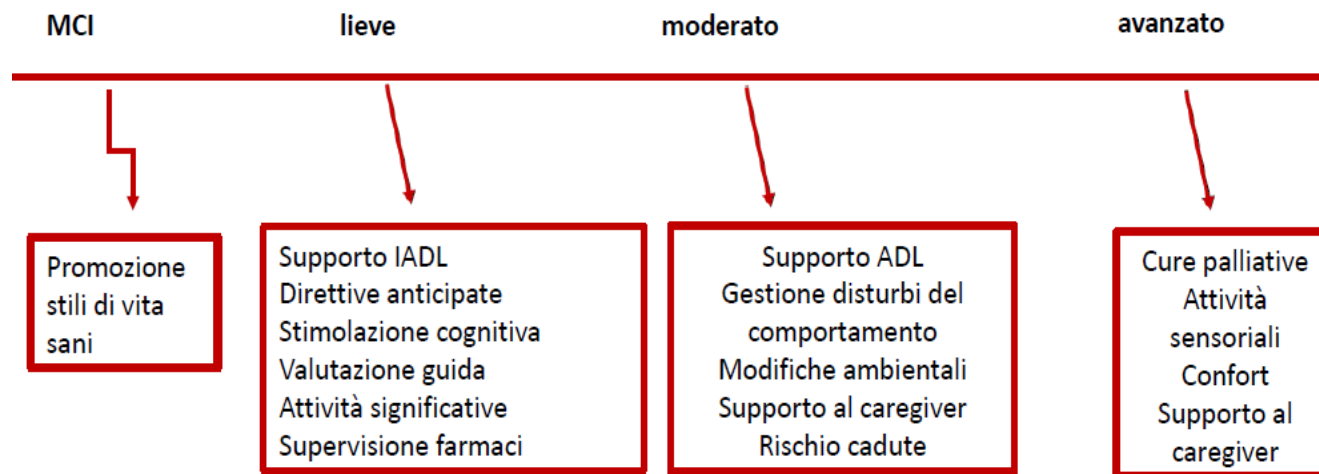 MCI
lieve
moderato
avanzato
Promozione
stili di vita
sani
Supporto IADL
Direttive anticipate
Stimolazione cognitiva
Valutazione guida
Attività significative
Supervisione farmaci
Supporto ADL
Gestione disturbi del
comportamento
Modifiche ambientali
Supporto al caregiver
Rischio cadute
Cure palliative
Attività
sensoriali
Confort
Supporto al
caregiver